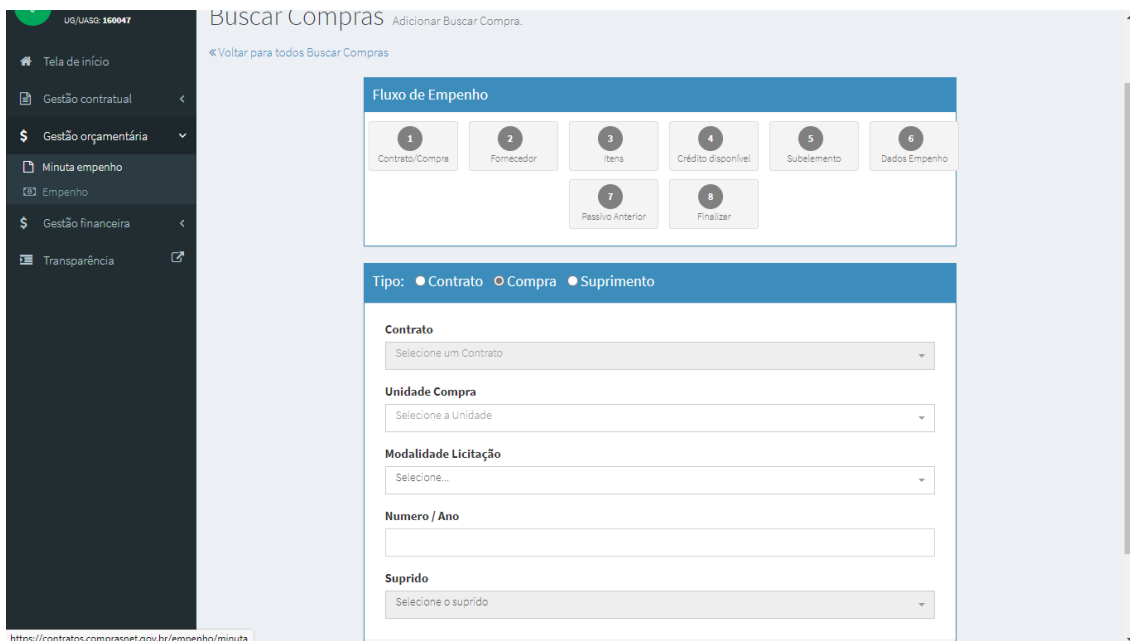 UG/UASG: 160047
Buscar Compras Adicionar Buscar Compra.
«Voltar para todos Buscar Compras
Tela de início
Gestão contratual
$ Gestão orçamentária
Minuta empenho
Empenho
$ Gestão financeira
Transparência
Fluxo de Empenho
1
Contrato/Compra
2
Fornecedor
3
Itens
4
Crédito disponível
5
Subelemento
6
Dados Empenho
7
Passivo Anterior
8
Finalizar
Tipo: Contrato Compra Suprimento
Contrato
Selecione um Contrato
Unidade Compra
Selecione a Unidade
Modalidade Licitação
Selecione...
Numero / Ano
Suprido
Selecione o suprido
https://contratos.comprasnet.gov.br/empenho/minuta